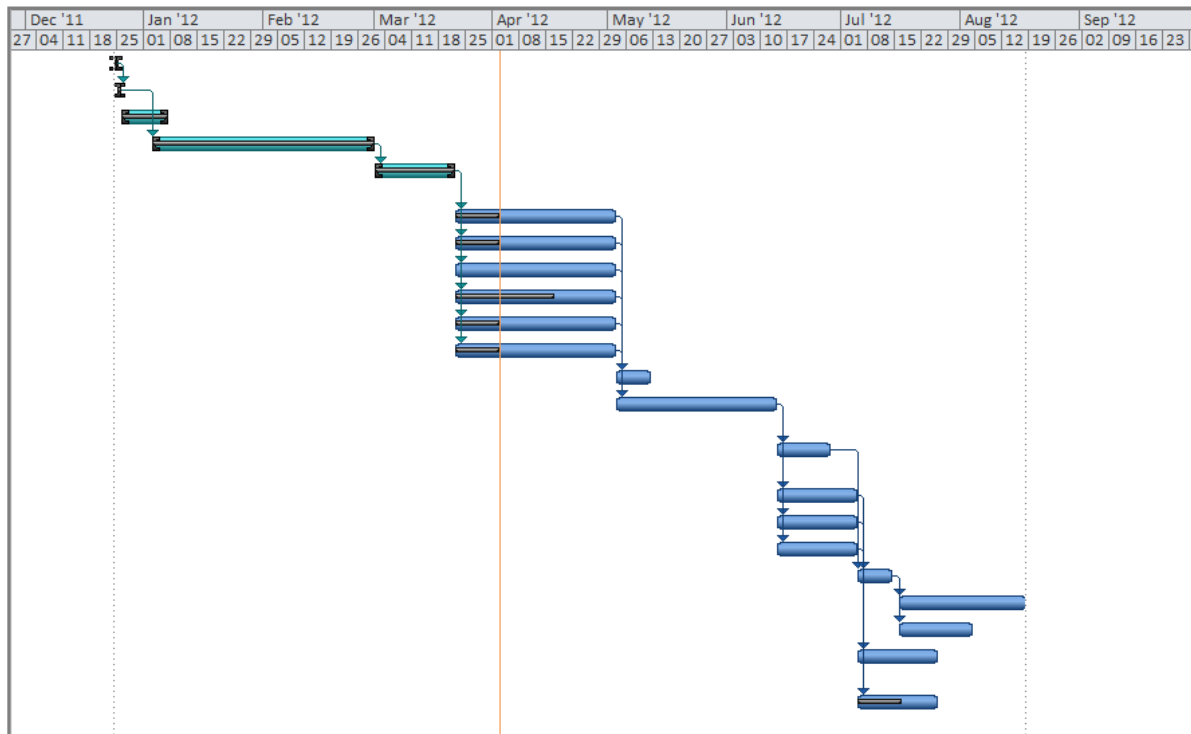 Dec '11 Jan '12 Feb '12 Mar '12 Apr '12 May '12 Jun '12 Jul '12 Aug '12 Sep '12
27 04 11 18 25 01 08 15 22 29 05 12 19 26 04 11 18 25 01 08 15 22 29 06 13 20 27 03 10 17 24 01 08 15 22 29 05 12 19 26 02 09 16 23